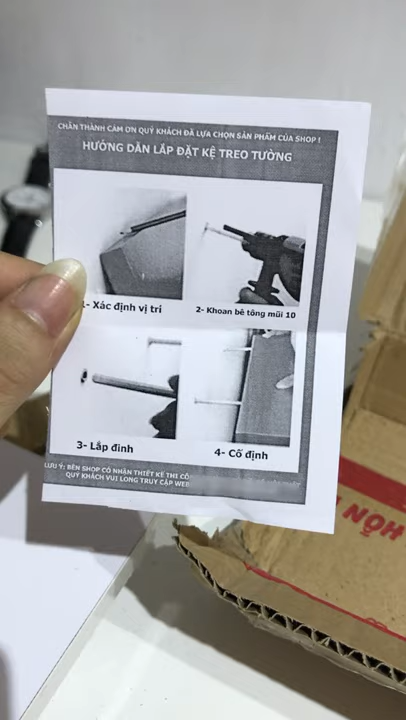 CHÂN THÀNH CẢM ƠN QUÝ KHÁCH ĐÃ LỰA CHỌN SẢN PHẨM CỦA SHOP !
HƯỚNG DẪN LẮP ĐẶT KỆ TREO TƯỜNG
1- Xác định vị trí
2- Khoan bê tông mũi 10
3- Lắp đinh
4- Cố định
LƯU Ý: BÊN SHOP CÓ NHẬN THIẾT KẾ THI CÔ
QUÝ KHÁCH VUI LÒNG TRUY CẬP WEB
HỘN